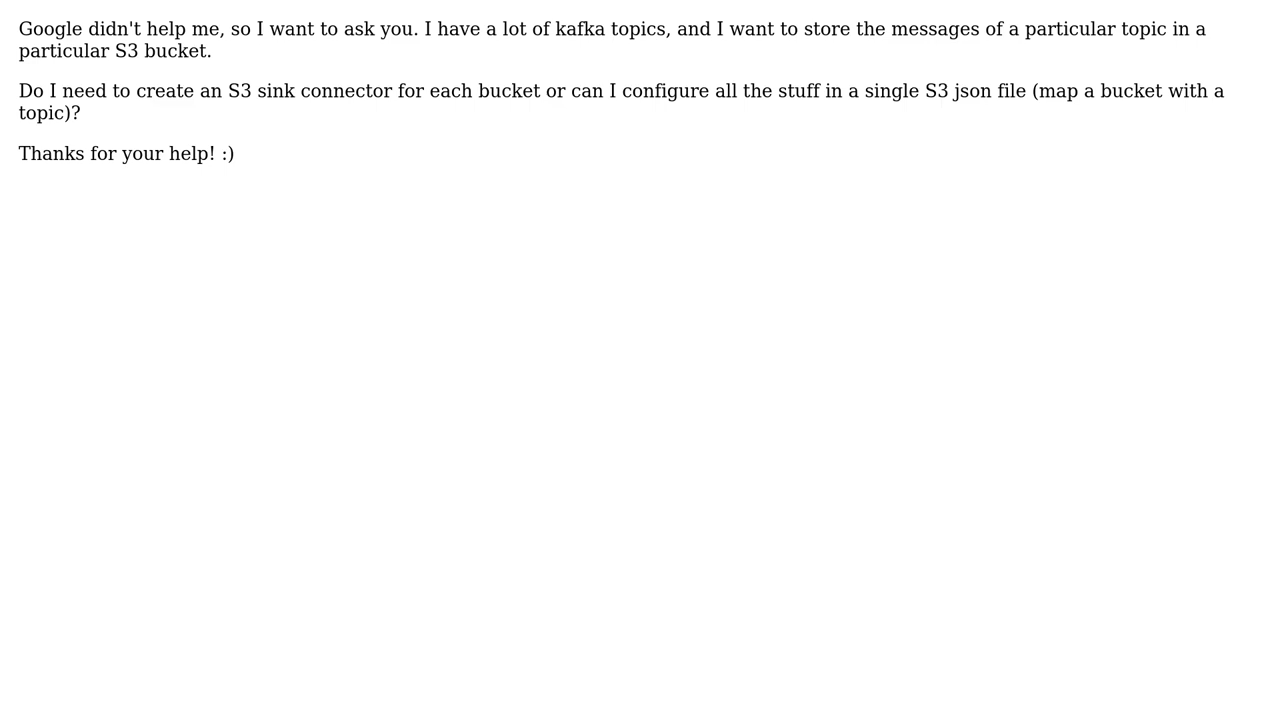 Google didn't help me, so I want to ask you. I have a lot of kafka topics, and I want to store the messages of a particular topic in a
particular S3 bucket.
Do I need to create an S3 sink connector for each bucket or can I configure all the stuff in a single S3 json file (map a bucket with a
topic)?
Thanks for your help! :)